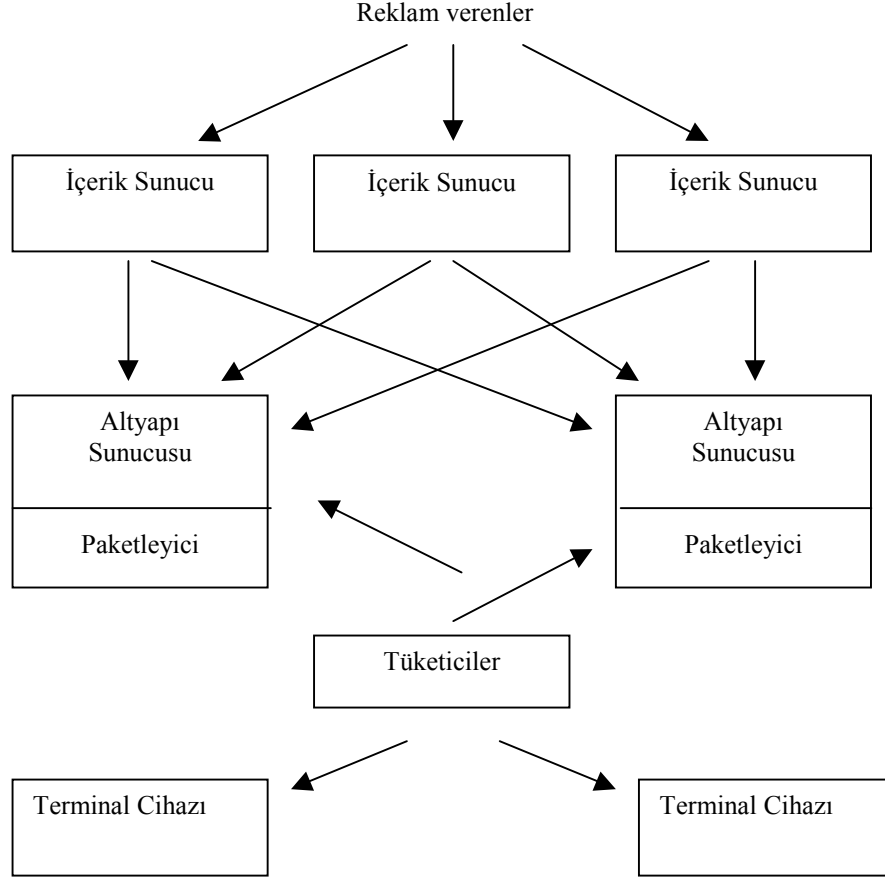 Reklam verenler
İçerik Sunucu
İçerik Sunucu
İçerik Sunucu
Altyapı
Sunucusu
Paketleyici
Altyapı
Sunucusu
Paketleyici
Tüketiciler
Terminal Cihazı
Terminal Cihazı